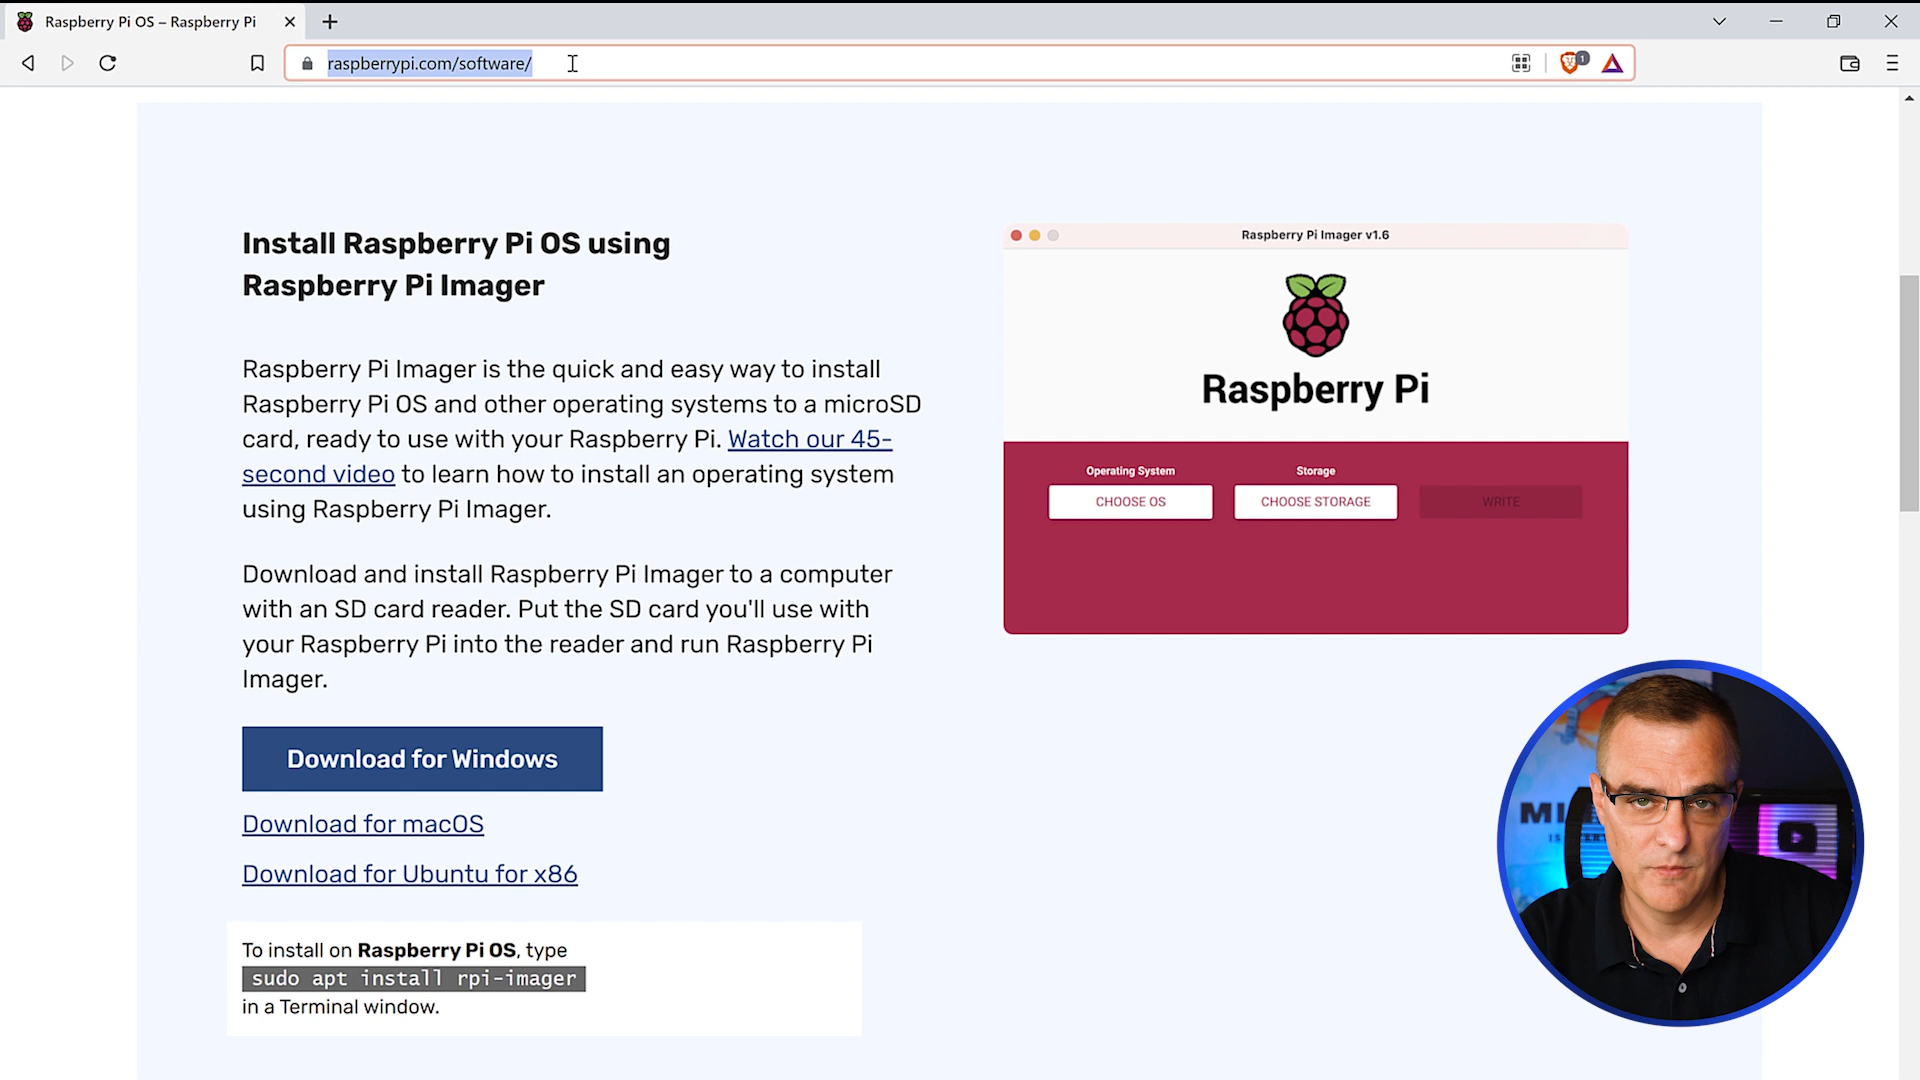 Raspberry Pi OS – Raspberry Pi
raspberrypi.com/software/
1
Install Raspberry Pi OS using
Raspberry Pi Imager
Raspberry Pi Imager is the quick and easy way to install
Raspberry Pi OS and other operating systems to a microSD
card, ready to use with your Raspberry Pi. Watch our 45-
second video to learn how to install an operating system
using Raspberry Pi Imager.
Download and install Raspberry Pi Imager to a computer
with an SD card reader. Put the SD card you'll use with
your Raspberry Pi into the reader and run Raspberry Pi
Imager.
Download for Windows
Download for macOS
Download for Ubuntu for x86
To install on Raspberry Pi OS, type
sudo apt install rpi-imager
in a Terminal window.
Raspberry Pi Imager v1.6
Raspberry Pi
Operating System
Storage
CHOOSE OS
CHOOSE STORAGE
WRITE